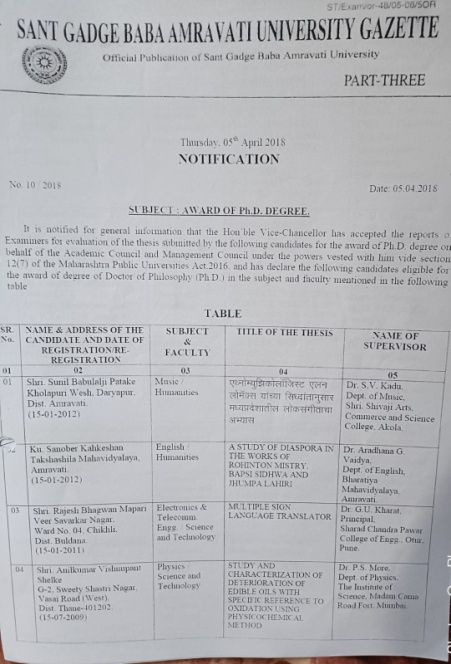 ST/Exam/or-48/05-06/SOR
SANT GADGE BABA AMRAVATI UNIVERSITY GAZETTE
Official Publication of Sant Gadge Baba Amravati University
PART-THREE
Thursday, 05th April 2018
NOTIFICATION
No. 10 / 2018
Date: 05.04.2018
SUBJECT : AWARD OF Ph.D. DEGREE.
It is notified for general information that the Hon'ble Vice-Chancellor has accepted the reports o
Examiners for evaluation of the thesis submitted by the following candidates for the award of Ph.D. degree on
behalf of the Academic Council and Management Council under the powers vested with him vide section
12(7) of the Maharashtra Public Universities Act,2016, and has declare the following candidates eligible for
the award of degree of Doctor of Philosophy (Ph.D.) in the subject and faculty mentioned in the following
table
TABLE
SR. No.
NAME & ADDRESS OF THE
CANDIDATE AND DATE OF
REGISTRATION/RE-
REGISTRATION
SUBJECT
&
FACULTY
TITLE OF THE THESIS
NAME OF
SUPERVISOR
01
02
03
04
05
01
Shri. Sunil Babulalji Patake
Kholapuri Wesh, Daryapur.
Dist. Amravati.
(15-01-2012)
Music /
Humanities
एथ्नोम्युझिकोलॉजिस्ट एलन
लोमॅक्स यांच्या सिध्दांतानुसार
मध्यप्रदेशातील लोकसंगीताचा
अभ्यास
Dr. S.V. Kadu,
Dept. of Music,
Shri. Shivaji Arts,
Commerce and Science
College, Akola.
02
Ku. Sanober Kahkeshan
Takshashila Mahavidyalaya,
Amravati.
(15-01-2012)
English /
Humanities
A STUDY OF DIASPORA IN
THE WORKS OF
ROHINTON MISTRY,
BAPSI SIDHWA AND
JHUMPA LAHIRI
Dr. Aradhana G.
Vaidya,
Dept. of English,
Bharatiya
Mahavidyalaya,
Amravati.
03
Shri. Rajesh Bhagwan Mapari
Veer Savarkar Nagar,
Ward No. 04, Chikhli.
Dist. Buldana.
(15-01-2011)
Electronics &
Telecomm.
Engg. / Science
and Technology
MULTIPLE SIGN
LANGUAGE TRANSLATOR
Dr. G.U. Kharat,
Principal,
Sharad Chandra Pawar
College of Engg., Otur,
Pune.
04
Shri. Anilkumar Vishnupant
Shelke
G-2, Sweety Shastri Nagar,
Vasai Road (West).
Dist. Thane-401202.
(15-07-2009)
Physics /
Science and
Technology
STUDY AND
CHARACTERIZATION OF
DETERIORATION OF
EDIBLE OILS WITH
SPECIFIC REFERENCE TO
OXIDATION USING
PHYSICOCHEMICAL
METHOD
Dr. P.S. More,
Dept. of Physics,
The Institute of
Science, Madam Cama
Road Fort, Mumbai.